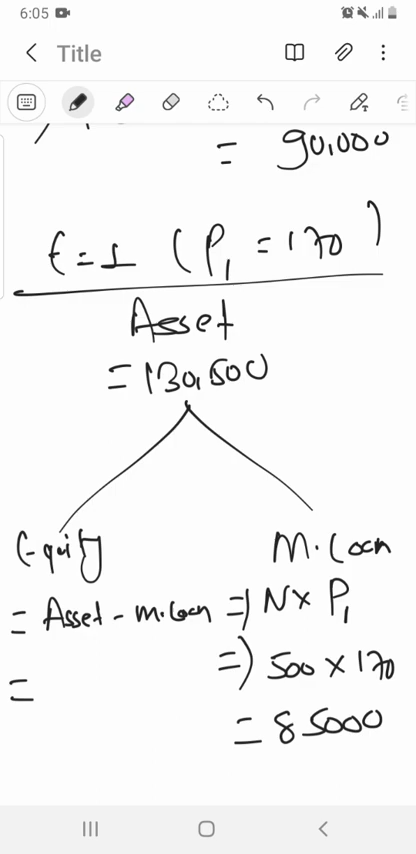 6:05
Title
= 90,000
t=1 (P1 = 170)
Asset
= 130,500
Equity
M.Loan
= Asset - M.Loan
=) N x P1
=
=) 500 x 170
= 85000